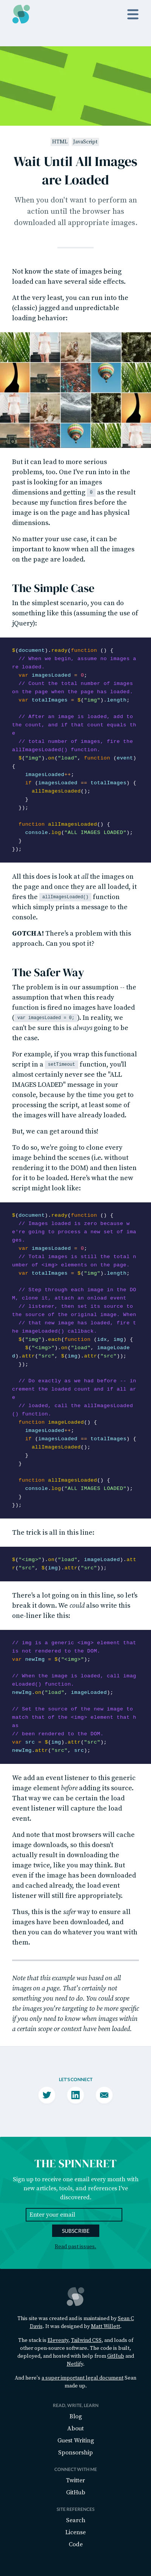 HTML JavaScript
Wait Until All Images
are Loaded
When you don't want to perform an
action until the browser has
downloaded all appropriate images.
Not know the state of images being
loaded can have several side effects.
At the very least, you can run into the
(classic) jagged and unpredictable
loading behavior:
But it can lead to more serious
problems, too. One I've run into in the
past is looking for an image
dimensions and getting 0 as the result
because my function fires before the
image is on the page and has physical
dimensions.
No matter your use case, it can be
important to know when all the images
on the page are loaded.
The Simple Case
In the simplest scenario, you can do
something like this (assuming the use of
jQuery):
$(document).ready(function () {
// When we begin, assume no images a
re loaded.
var imagesLoaded = 0;
// Count the total number of images
on the page when the page has loaded.
var totalImages = $("img").length;
// After an image is loaded, add to
the count, and if that count equals th
e
// total number of images, fire the
allImagesLoaded() function.
$("img").on("load", function (event)
{
imagesLoaded++;
if (imagesLoaded == totalImages) {
allImagesLoaded();
}
});
function allImagesLoaded() {
console.log("ALL IMAGES LOADED");
}
});
All this does is look at all the images on
the page and once they are all loaded, it
fires the allImagesLoaded() function
which simply prints a message to the
console.
GOTCHA! There's a problem with this
approach. Can you spot it?
The Safer Way
The problem is in our assumption -- the
assumption that when this ready
function is fired no images have loaded
( var imagesLoaded = 0; ). In reality, we
can't be sure this is always going to be
the case.
For example, if you wrap this functional
script in a setTimeout function, you'll
almost certainly never see the "ALL
IMAGES LOADED" message in your
console, as by the time you get to
processing the script, at least some of
the images will have already loaded.
But, we can get around this!
To do so, we're going to clone every
image behind the scenes (i.e. without
rendering it to the DOM) and then listen
for it to be loaded. Here's what the new
script might look like:
$(document).ready(function () {
// Images loaded is zero because w
e're going to process a new set of ima
ges.
var imagesLoaded = 0;
// Total images is still the total n
umber of <img> elements on the page.
var totalImages = $("img").length;
// Step through each image in the DO
M, clone it, attach an onload event
// listener, then set its source to
the source of the original image. When
// that new image has loaded, fire t
he imageLoaded() callback.
$("img").each(function (idx, img) {
$("<img>").on("load", imageLoade
d).attr("src", $(img).attr("src"));
});
// Do exactly as we had before -- in
crement the loaded count and if all ar
e
// loaded, call the allImagesLoaded
() function.
function imageLoaded() {
imagesLoaded++;
if (imagesLoaded == totalImages) {
allImagesLoaded();
}
}
function allImagesLoaded() {
console.log("ALL IMAGES LOADED");
}
});
The trick is all in this line:
$("<img>").on("load", imageLoaded).att
r("src", $(img).attr("src"));
There's a lot going on in this line, so let's
break it down. We could also write this
one-liner like this:
// img is a generic <img> element that
is not rendered to the DOM.
var newImg = $("<img>");
// When the image is loaded, call imag
eLoaded() function.
newImg.on("load", imageLoaded);
// Set the source of the new image to
match that of the <img> element that h
as
// been rendered to the DOM.
var src = $(img).attr("src");
newImg.attr("src", src);
We add an event listener to this generic
image element before adding its source.
That way we can be certain the load
event listener will capture the load
event.
And note that most browsers will cache
image downloads, so this doesn't
actually result in downloading the
image twice, like you may think. But
even if the image has been downloaded
and cached already, the load event
listener will still fire appropriately.
Thus, this is the safer way to ensure all
images have been downloaded, and
then you can do whatever you want with
them.
Note that this example was based on all
images on a page. That's certainly not
something you need to do. You could scope
the images you're targeting to be more specific
if you only need to know when images within
a certain scope or context have been loaded.
LET'S CONNECT
THE SPINNERET
Sign up to receive one email every month with
new articles, tools, and references I've
discovered.
Enter your email
SUBSCRIBE
Read past issues.
This site was created and is maintained by Sean C
Davis. It was designed by Matt Willett.
The stack is Eleventy, Tailwind CSS, and loads of
other open-source software. The code is built,
deployed, and hosted with help from GitHub and
Netlify.
And here's a super important legal document Sean
made up.
READ, WRITE, LEARN
Blog
About
Guest Writing
Sponsorship
CONNECT WITH ME
Twitter
GitHub
SITE REFERENCES
Search
License
Code